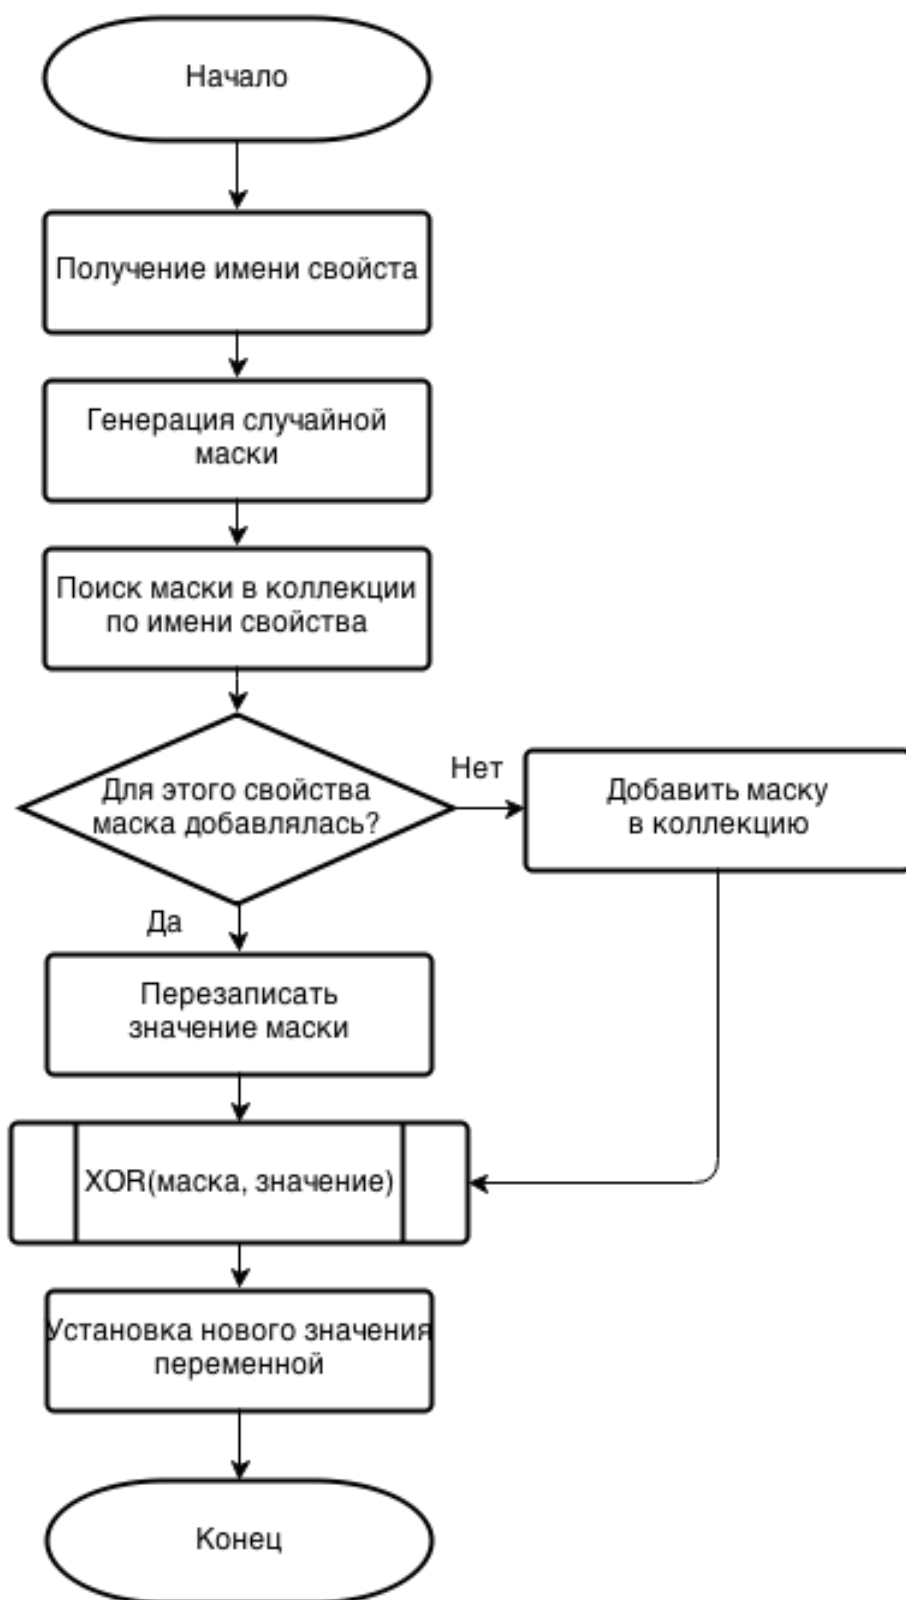 Начало
Получение имени свойста
Генерация случайной
маски
Поиск маски в коллекции
по имени свойства
Для этого свойства
маска добавлялась?
Нет
Добавить маску
в коллекцию
Да
Перезаписать
значение маски
XOR(маска, значение)
Установка нового значения
переменной
Конец